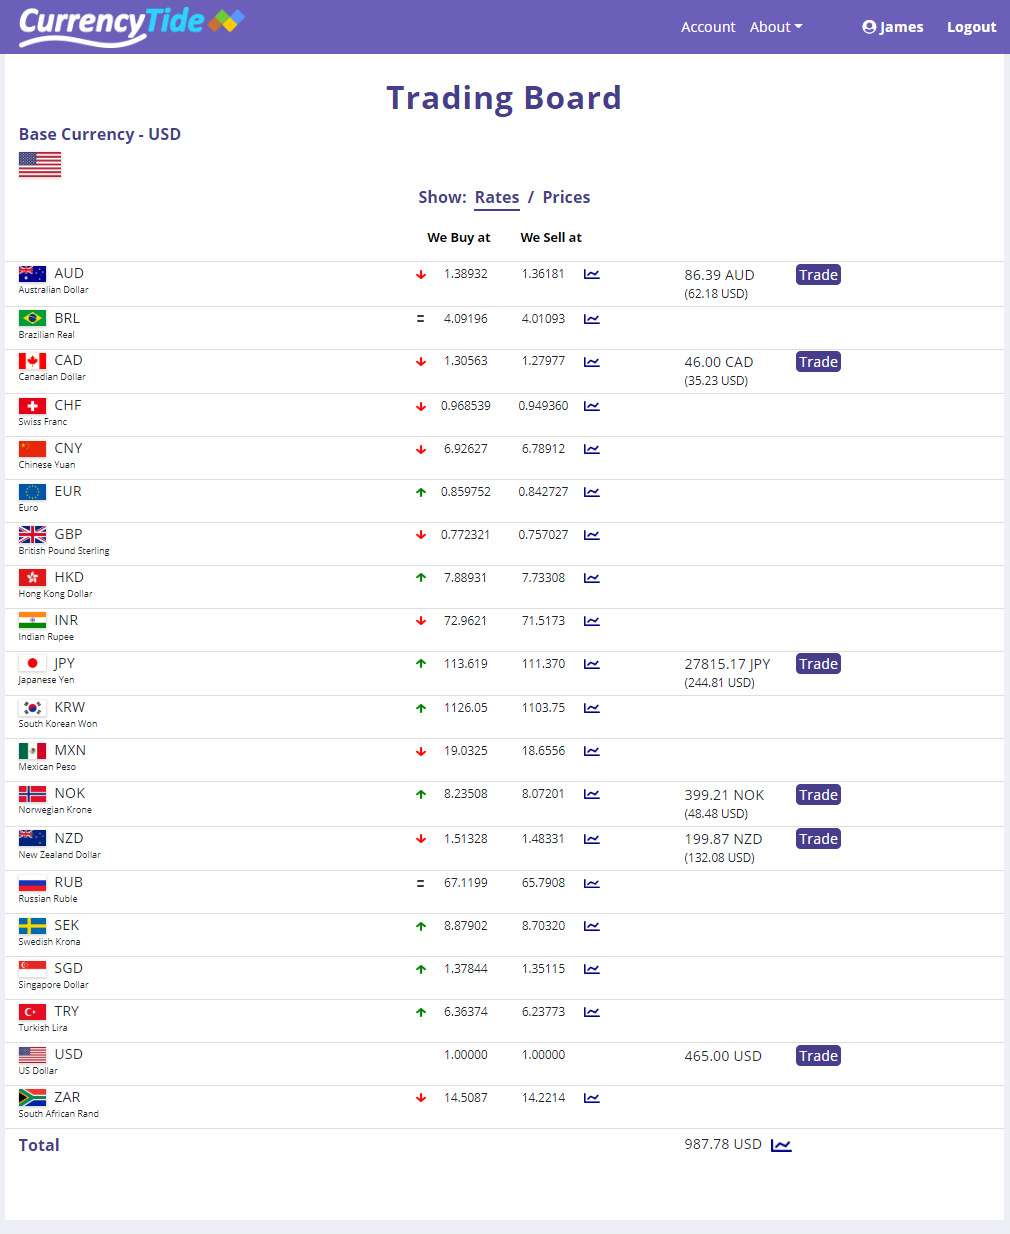 CurrencyTide Account About James Logout
Trading Board
Base Currency - USD
Show: Rates / Prices
We Buy at We Sell at
AUD 1.38932 1.36181 86.39 AUD Trade
Australian Dollar (62.18 USD)
BRL = 4.09196 4.01093
Brazilian Real
CAD 1.30563 1.27977 46.00 CAD Trade
Canadian Dollar (35.23 USD)
CHF 0.968539 0.949360
Swiss Franc
CNY 6.92627 6.78912
Chinese Yuan
EUR 0.859752 0.842727
Euro
GBP 0.772321 0.757027
British Pound Sterling
HKD 7.88931 7.73308
Hong Kong Dollar
INR 72.9621 71.5173
Indian Rupee
JPY 113.619 111.370 27815.17 JPY Trade
Japanese Yen (244.81 USD)
KRW 1126.05 1103.75
South Korean Won
MXN 19.0325 18.6556
Mexican Peso
NOK 8.23508 8.07201 399.21 NOK Trade
Norwegian Krone (48.48 USD)
NZD 1.51328 1.48331 199.87 NZD Trade
New Zealand Dollar (132.08 USD)
RUB = 67.1199 65.7908
Russian Ruble
SEK 8.87902 8.70320
Swedish Krona
SGD 1.37844 1.35115
Singapore Dollar
TRY 6.36374 6.23773
Turkish Lira
USD 1.00000 1.00000 465.00 USD Trade
US Dollar
ZAR 14.5087 14.2214
South African Rand
Total 987.78 USD